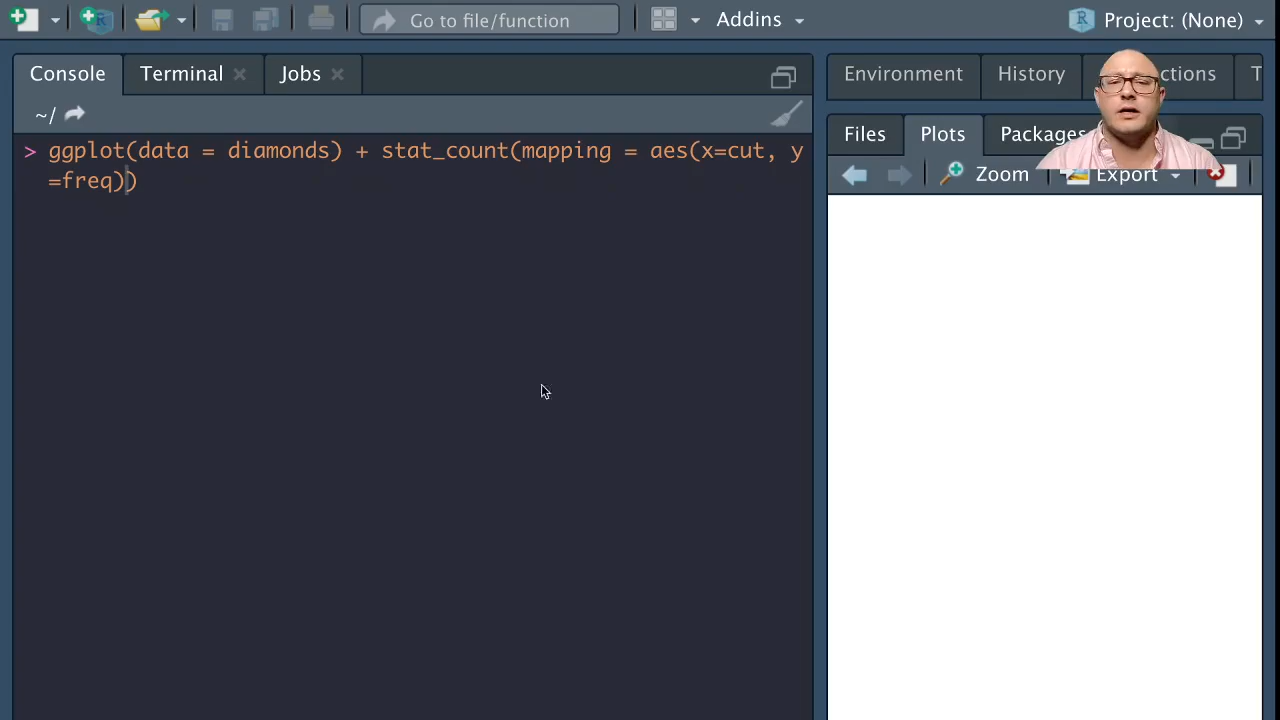 Go to file/function
Addins
Project: (None)
Console
Terminal
Jobs
~/
> ggplot(data = diamonds) + stat_count(mapping = aes(x=cut, y
=freq))
Environment
History
ctions
T
Files
Plots
Packages
Zoom
Export